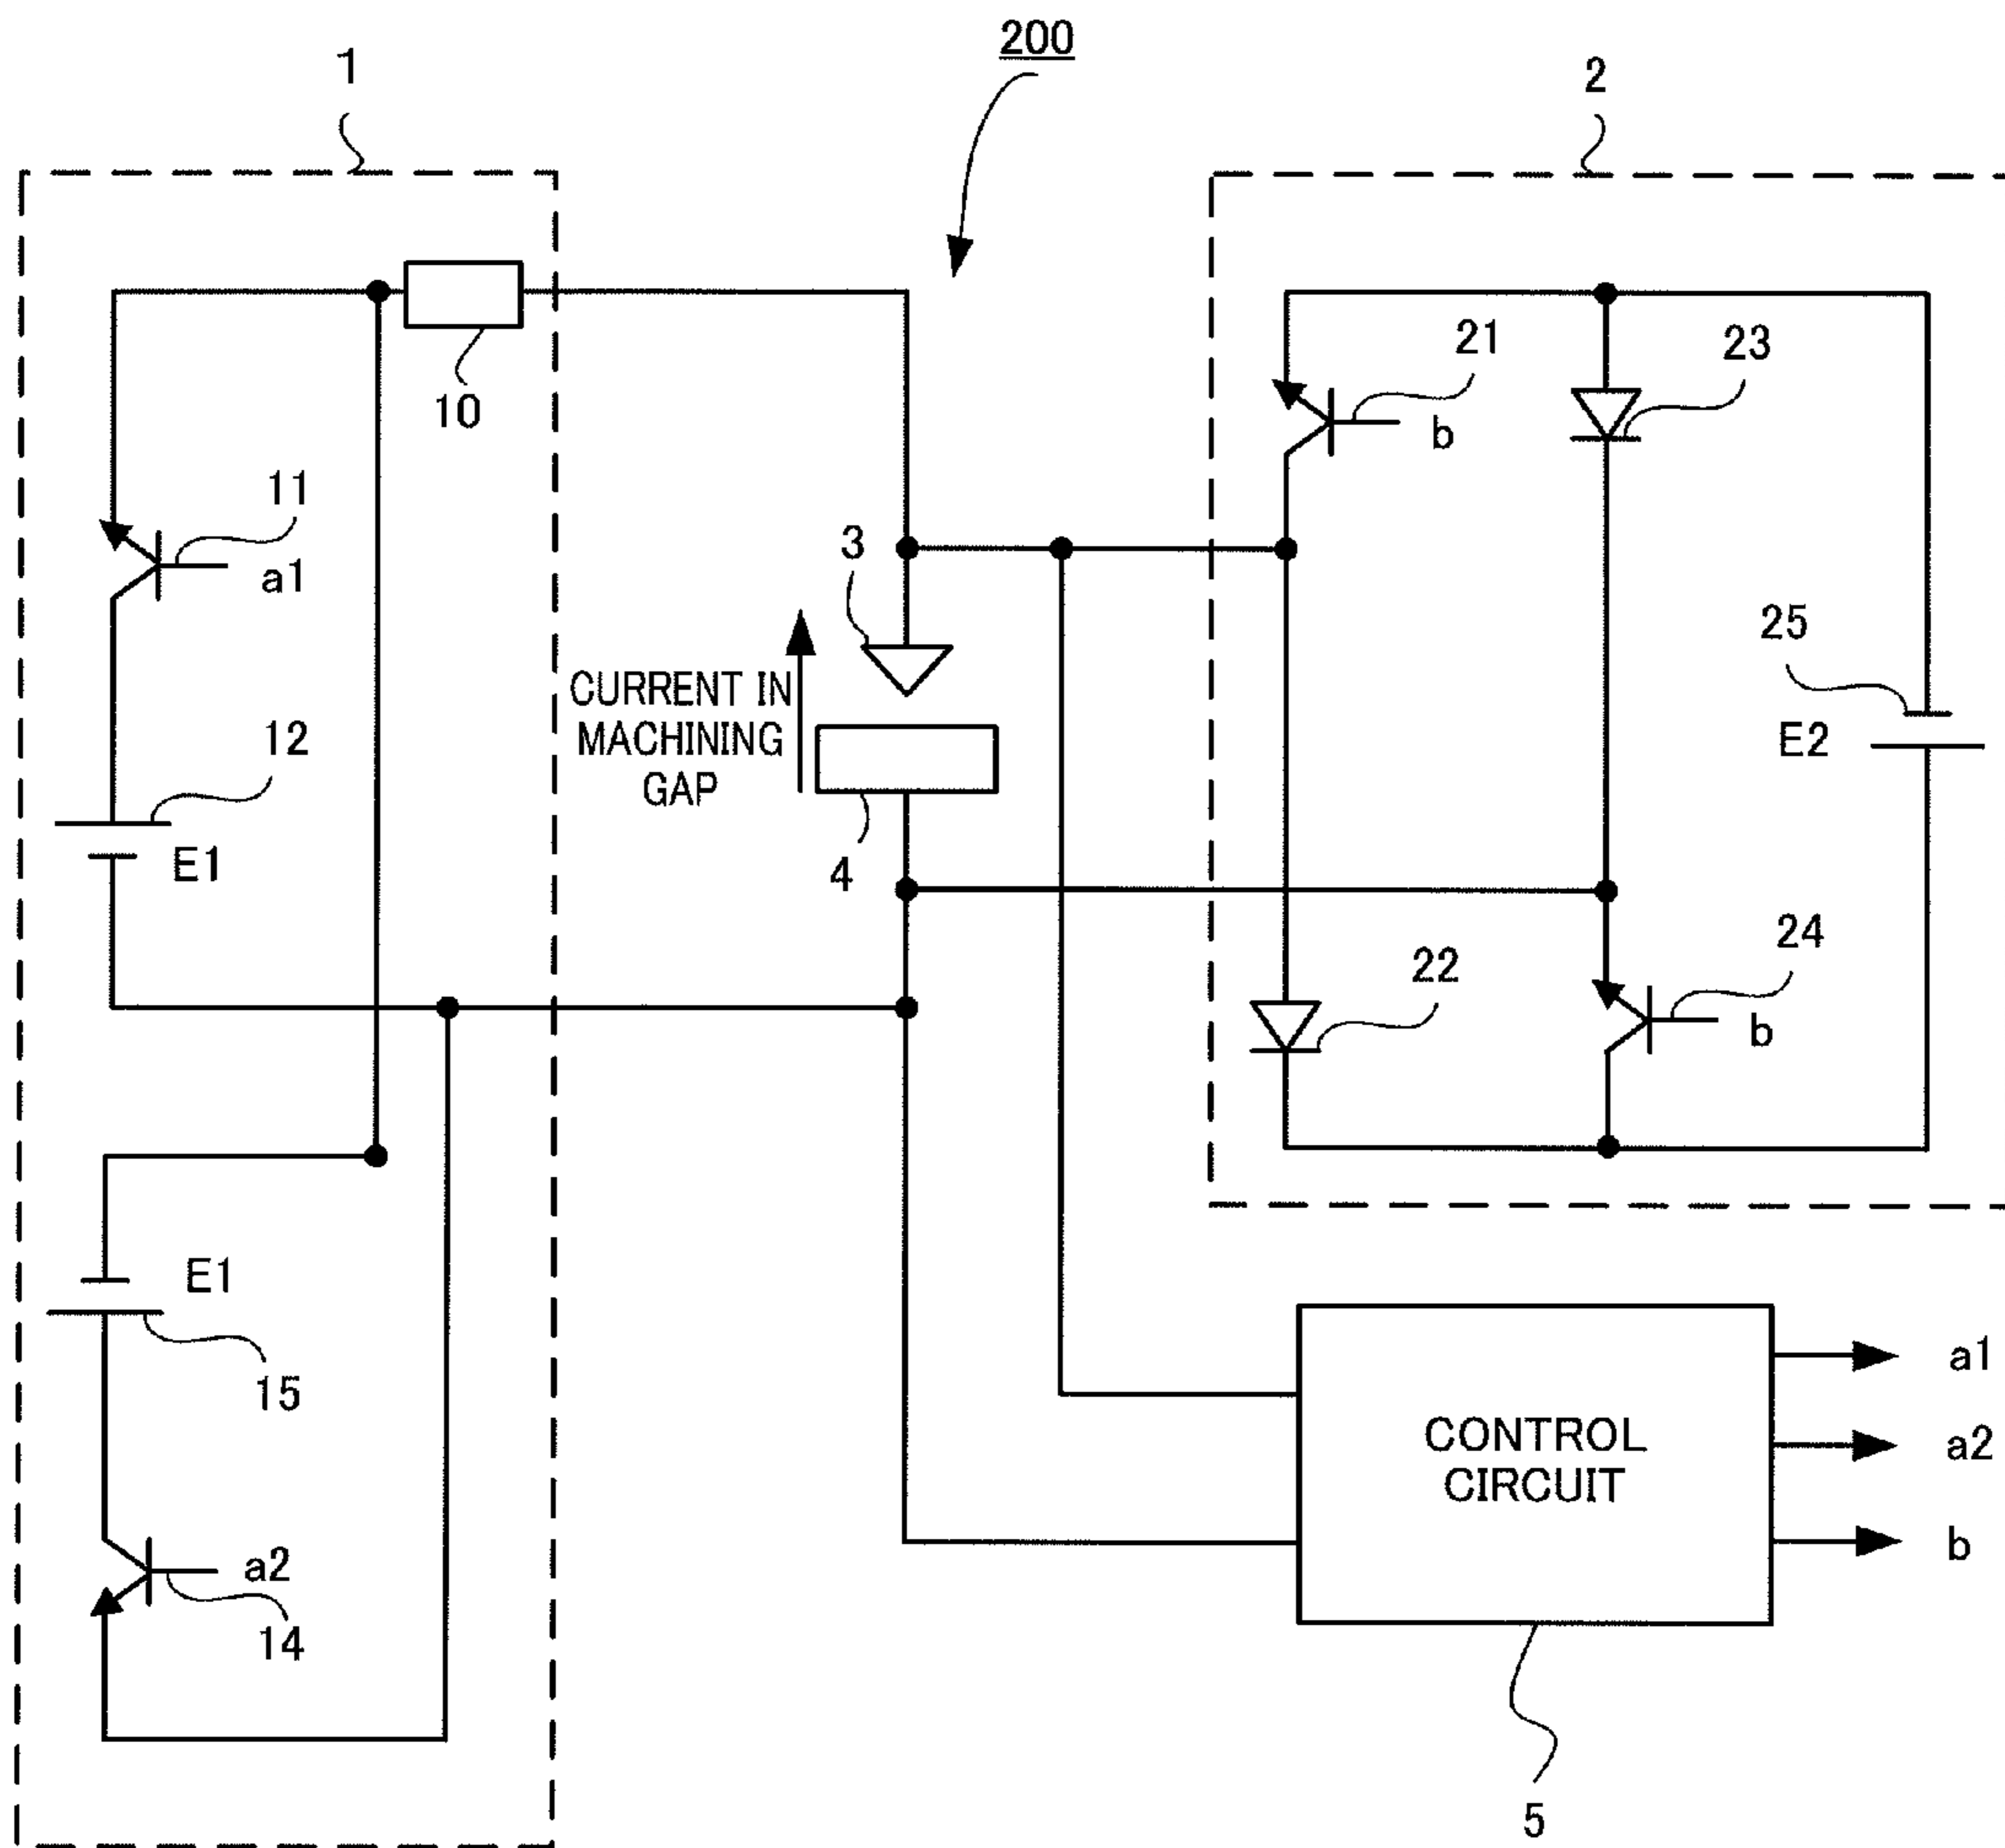 200
1
2
10
21
b
23
11
a1
3
25
E2
12
E1
CURRENT IN
MACHINING
GAP
4
22
24
b
E1
15
a2
14
CONTROL
CIRCUIT
a1
a2
b
5